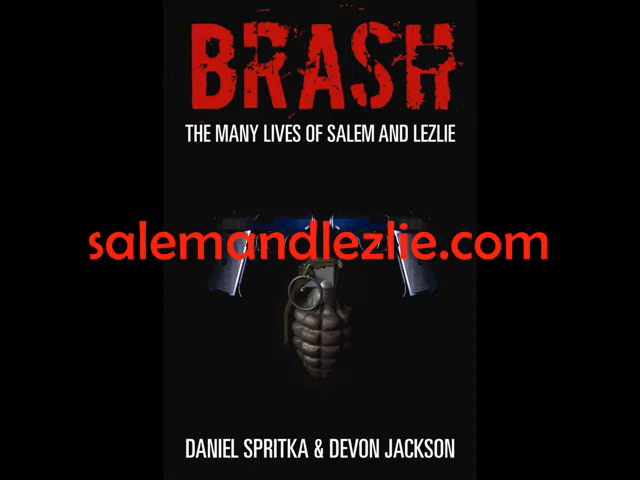 BRASH
THE MANY LIVES OF SALEM AND LEZLIE
salemandlezlie.com
DANIEL SPRITKA & DEVON JACKSON